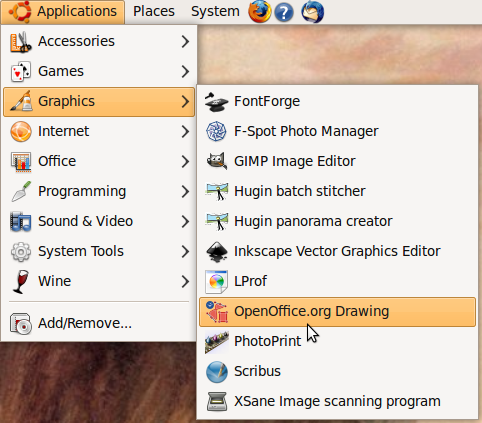 Applications Places System
Accessories
Games
Graphics
Internet
Office
Programming
Sound & Video
System Tools
Wine
Add/Remove...
FontForge
F-Spot Photo Manager
GIMP Image Editor
Hugin batch stitcher
Hugin panorama creator
Inkscape Vector Graphics Editor
LProf
OpenOffice.org Drawing
PhotoPrint
Scribus
XSane Image scanning program